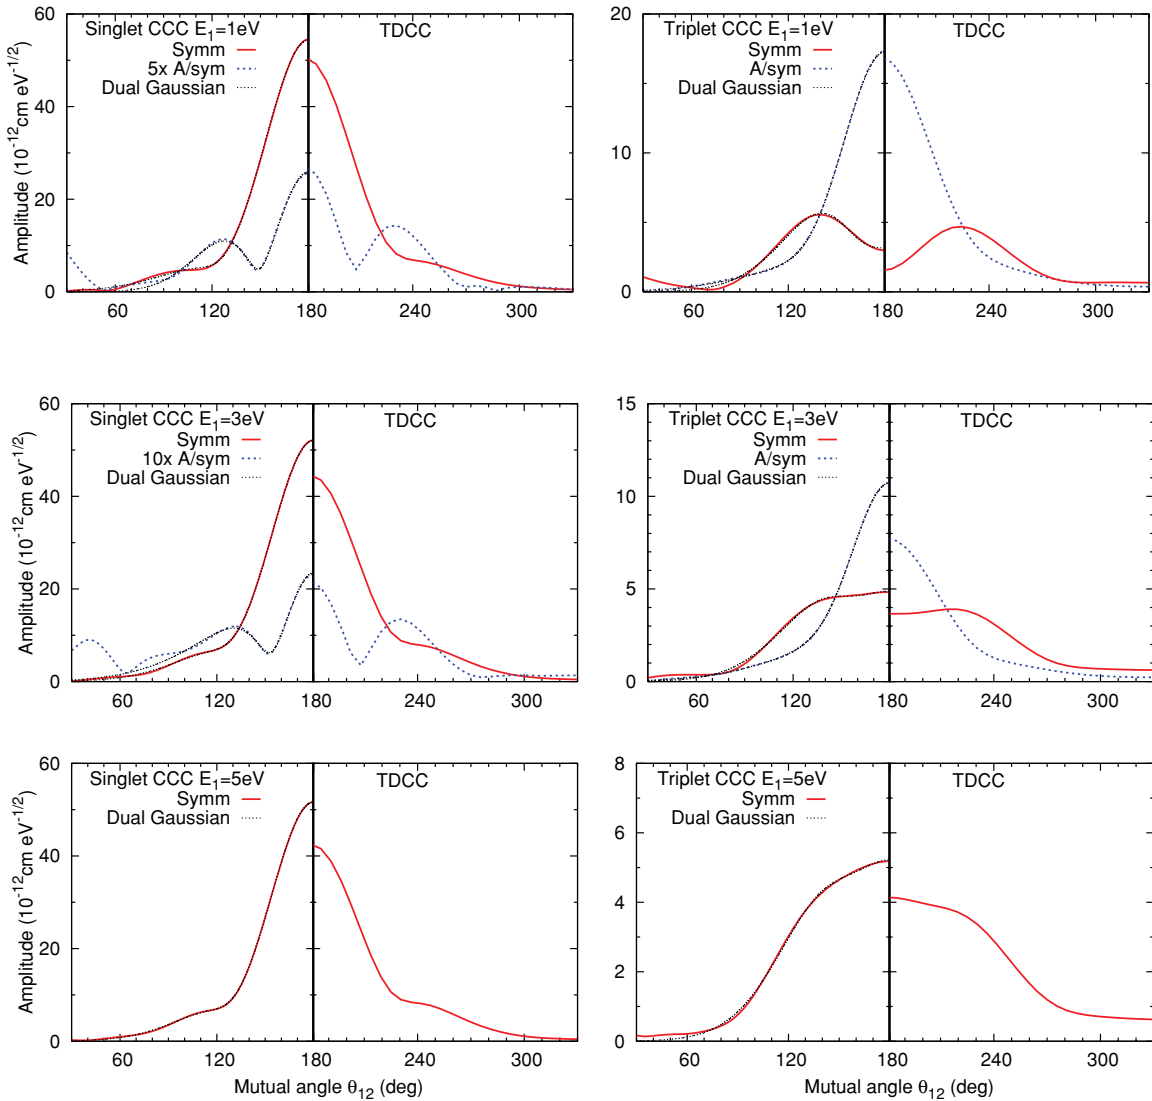 Singlet CCC E1=1eV
TDCC
Symm
5x A/sym
Dual Gaussian
Amplitude (10^-12 cm eV^-1/2)
60
40
20
0
60
120
180
240
300
Triplet CCC E1=1eV
TDCC
Symm
A/sym
Dual Gaussian
20
10
0
60
120
180
240
300
Singlet CCC E1=3eV
TDCC
Symm
10x A/sym
Dual Gaussian
Amplitude (10^-12 cm eV^-1/2)
60
40
20
0
60
120
180
240
300
Triplet CCC E1=3eV
TDCC
Symm
A/sym
Dual Gaussian
15
10
5
0
60
120
180
240
300
Singlet CCC E1=5eV
TDCC
Symm
Dual Gaussian
Amplitude (10^-12 cm eV^-1/2)
60
40
20
0
60
120
180
240
300
Mutual angle θ12 (deg)
Triplet CCC E1=5eV
TDCC
Symm
Dual Gaussian
8
6
4
2
0
60
120
180
240
300
Mutual angle θ12 (deg)